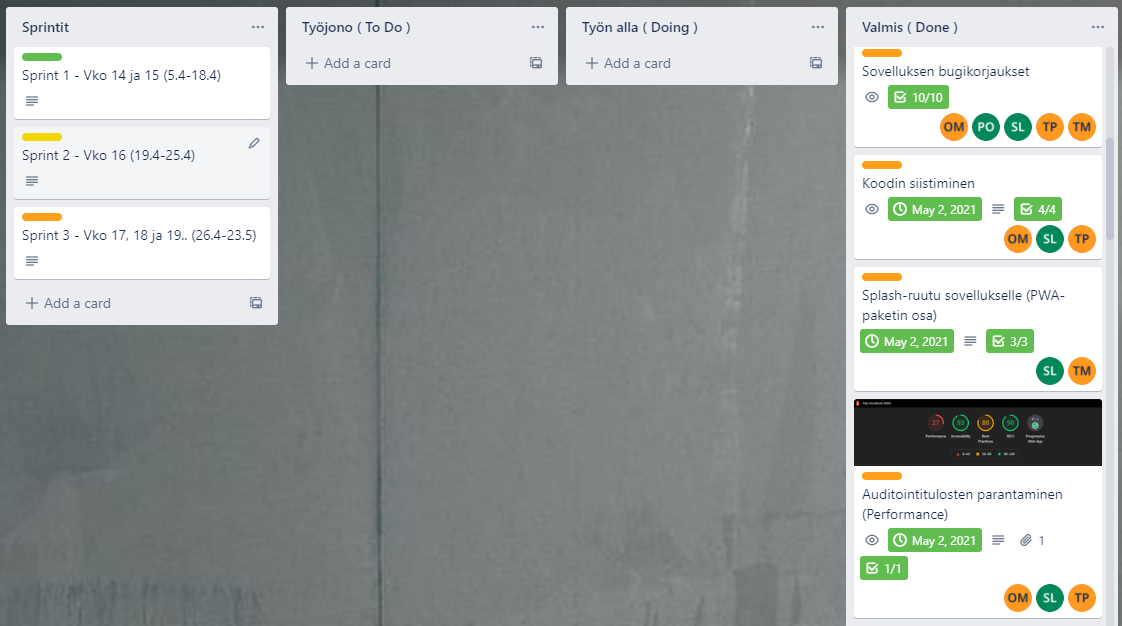 Sprintit
Sprint 1 - Vko 14 ja 15 (5.4-18.4)
Sprint 2 - Vko 16 (19.4-25.4)
Sprint 3 - Vko 17, 18 ja 19.. (26.4-23.5)
Add a card
Työjono ( To Do )
Add a card
Työn alla ( Doing )
Add a card
Valmis ( Done )
Sovelluksen bugikorjaukset
10/10
OM PO SL TP TM
Koodin siistiminen
May 2, 2021 4/4
OM SL TP
Splash-ruutu sovellukselle (PWA-
paketin osa)
May 2, 2021 3/3
SL TM
27 93 80 90
Performance Accessibility Best Practices SEO Progressive Web App
Auditointitulosten parantaminen
(Performance)
May 2, 2021 1
1/1
OM SL TP